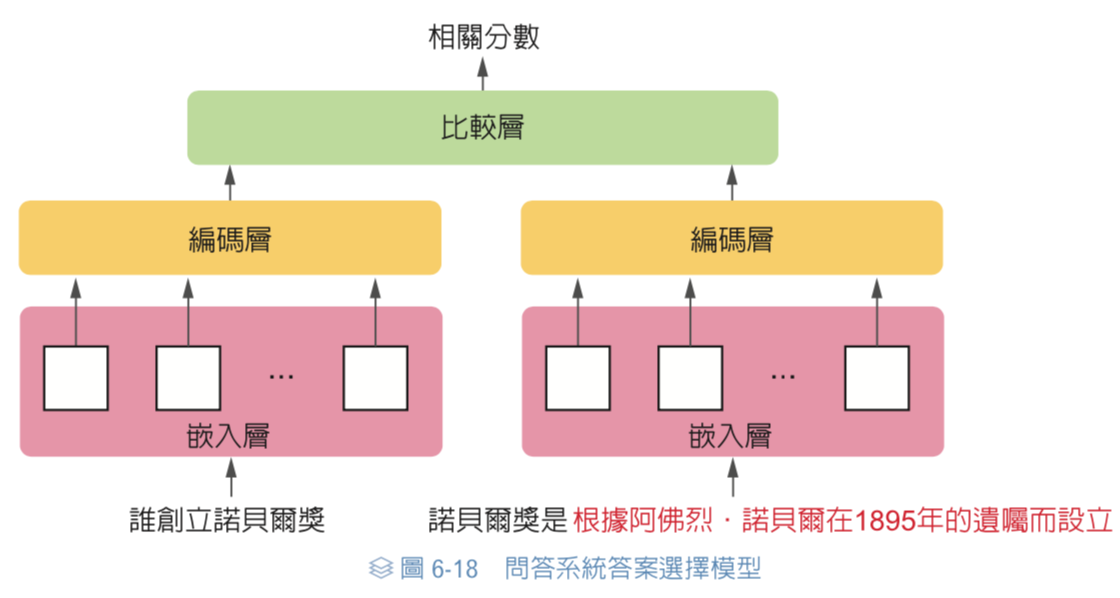 相關分數
比較層
編碼層
編碼層
...
嵌入層
...
嵌入層
誰創立諾貝爾獎
諾貝爾獎是根據阿佛烈．諾貝爾在1895年的遺囑而設立
圖 6-18 問答系統答案選擇模型